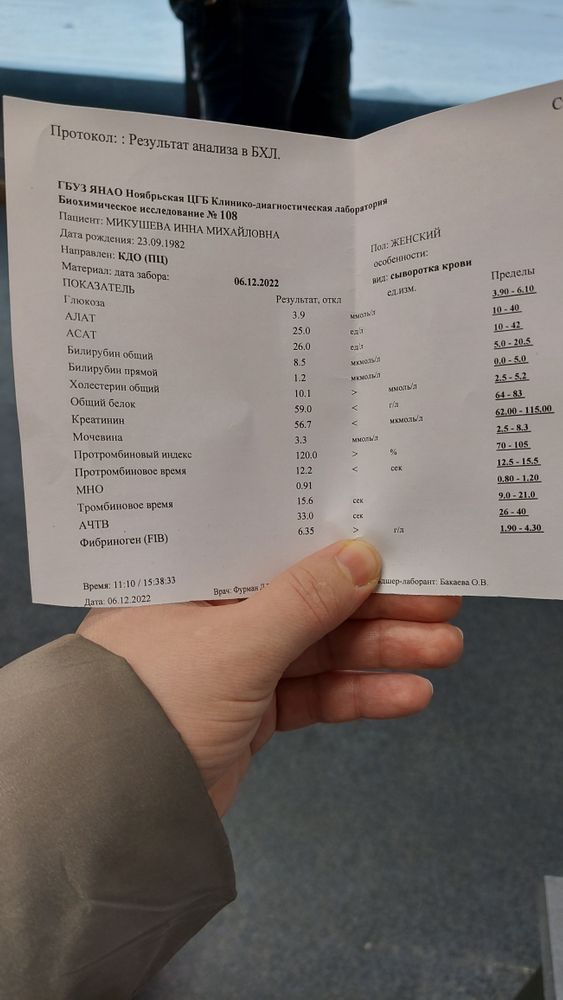 С
Протокол: : Результат анализа в БХЛ.
ГБУЗ ЯНАО Ноябрьская ЦГБ Клинико-диагностическая лаборатория
Биохимическое исследование № 108
Пациент: МИКУШЕВА ИННА МИХАЙЛОВНА
Дата рождения: 23.09.1982 Пол: ЖЕНСКИЙ
Направлен: КДО (ПЦ) особенности:
Материал: дата забора: 06.12.2022 вид: сыворотка крови
ПОКАЗАТЕЛЬ Результат, откл ед.изм. Пределы
Глюкоза 3.9 ммоль/л 3.90 - 6.10
АЛАТ 25.0 ед/л 10 - 40
АСАТ 26.0 ед/л 10 - 42
Билирубин общий 8.5 мкмоль/л 5.0 - 20.5
Билирубин прямой 1.2 мкмоль/л 0.0 - 5.0
Холестерин общий 10.1 > ммоль/л 2.5 - 5.2
Общий белок 59.0 < г/л 64 - 83
Креатинин 56.7 < мкмоль/л 62.00 - 115.00
Мочевина 3.3 ммоль/л 2.5 - 8.3
Протромбиновый индекс 120.0 > % 70 - 105
Протромбиновое время 12.2 < сек 12.5 - 15.5
МНО 0.91 0.80 - 1.20
Тромбиновое время 15.6 сек 9.0 - 21.0
АЧТВ 33.0 сек 26 - 40
Фибриноген (FIB) 6.35 > г/л 1.90 - 4.30
Время: 11:10 / 15:38:33 Врач: Фурман Бакаева О.В.
Дата: 06.12.2022